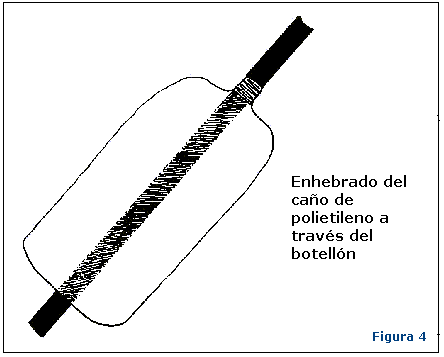 Enhebrado del
caño de
polietileno a
través del
botellón
Figura 4